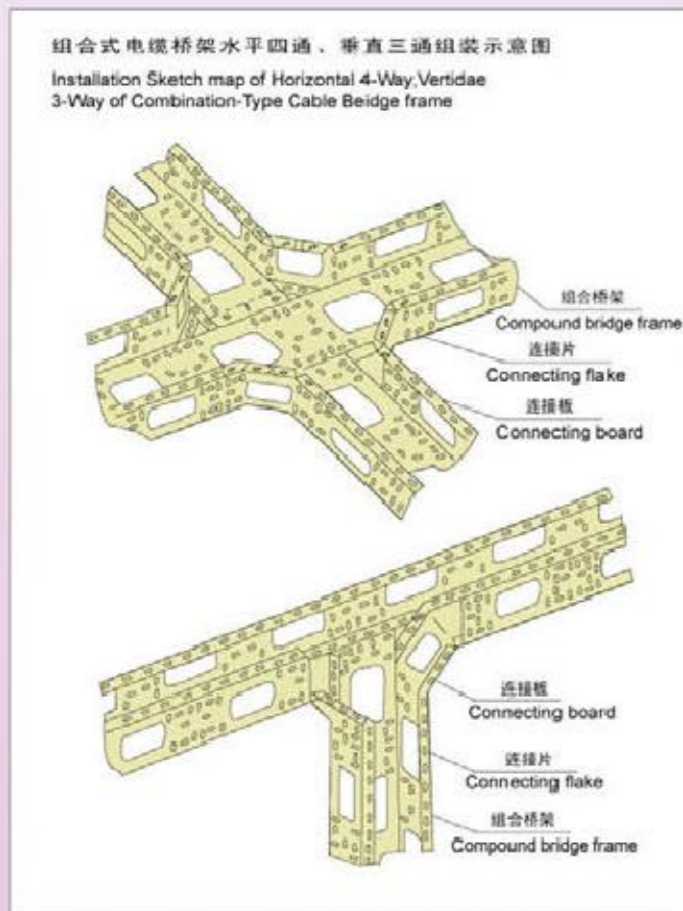 组合式电缆桥架水平四通、垂直三通组装示意图
Installation Sketch map of Horizontal 4-Way,Vertidae
3-Way of Combination-Type Cable Beidge frame
组合桥架
Compound bridge frame
连接片
Connecting flake
连接板
Connecting board
连接板
Connecting board
连接片
Connecting flake
组合桥架
Compound bridge frame